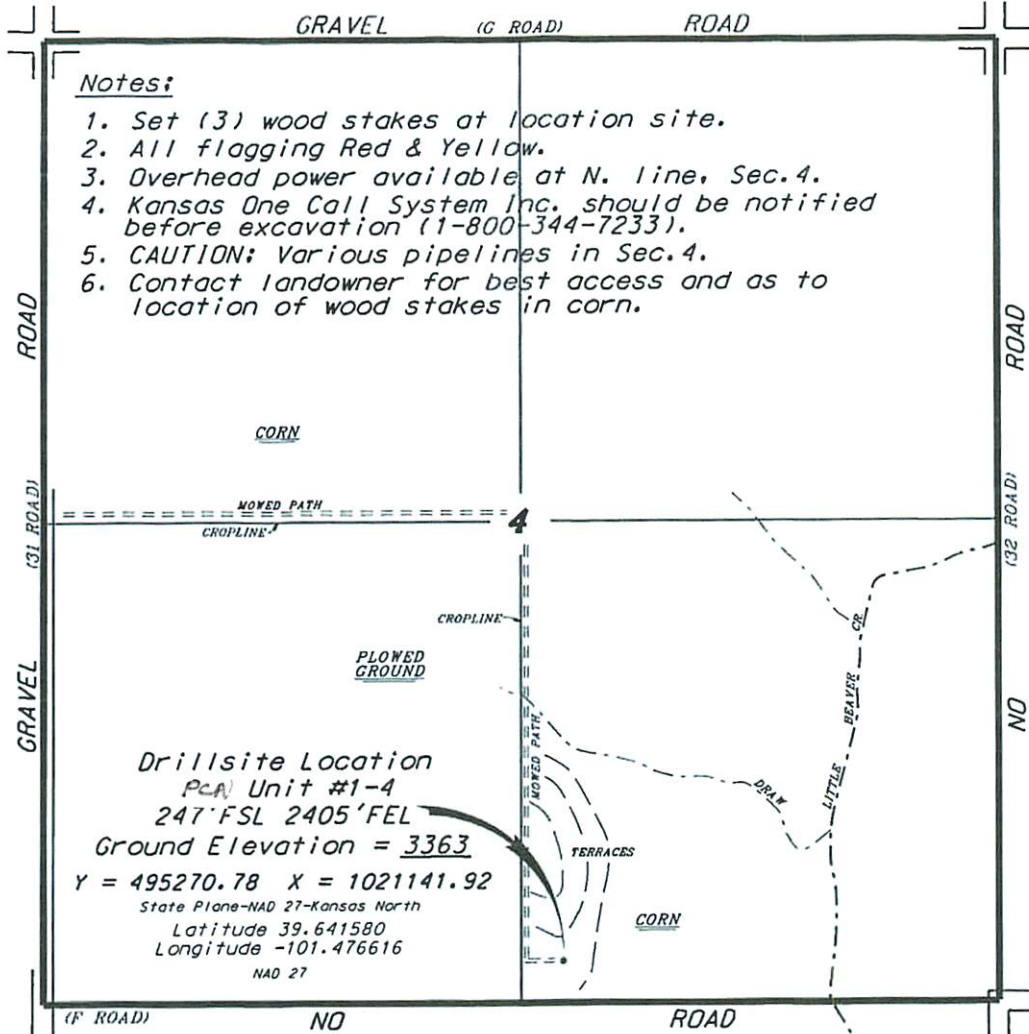 GRAVEL (G ROAD) ROAD
Notes:
1. Set (3) wood stakes at location site.
2. All flagging Red & Yellow.
3. Overhead power available at N. line, Sec.4.
4. Kansas One Call System Inc. should be notified
before excavation (1-800-344-7233).
5. CAUTION: Various pipelines in Sec.4.
6. Contact landowner for best access and as to
location of wood stakes in corn.
ROAD
ROAD
CORN
(31 ROAD)
MOWED PATH
4
(32 ROAD)
CROPLINE
CROPLINE
CR.
PLOWED
GROUND
BEAVER
GRAVEL
NO
MOWED PATH
LITTLE
DRAW
Drillsite Location
PCA Unit #1-4
247' FSL 2405'FEL
Ground Elevation = 3363
TERRACES
Y = 495270.78 X = 1021141.92
State Plane-NAD 27-Kansas North
CORN
Latitude 39.641580
Longitude -101.476616
NAD 27
(F ROAD) NO ROAD